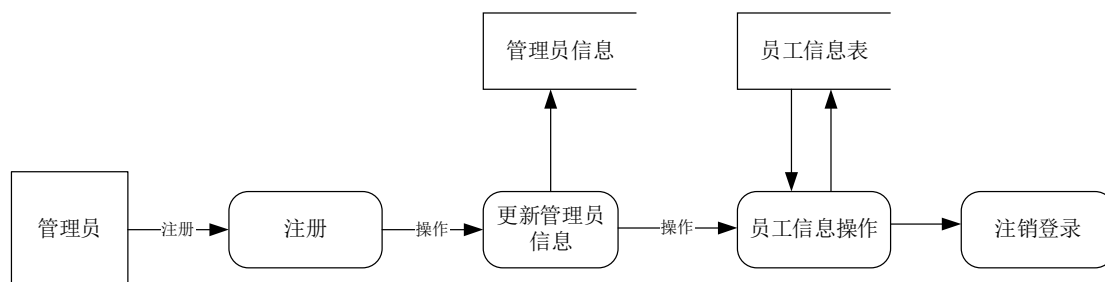 管理员信息
员工信息表
管理员
注册
注册
操作
更新管理员
信息
操作
员工信息操作
注销登录